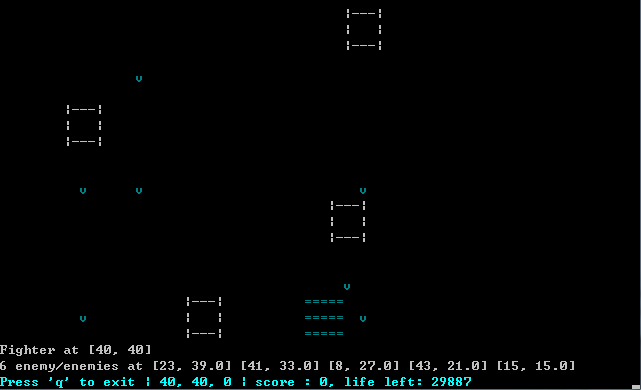 ¦---¦
¦   ¦
¦---¦
v
¦---¦
¦   ¦
¦---¦
v v v
¦---¦
¦   ¦
¦---¦
v
¦---¦ =====
v ¦   ¦ ===== v
¦---¦ =====
Fighter at [40, 40]
6 enemy/enemies at [23, 39.0] [41, 33.0] [8, 27.0] [43, 21.0] [15, 15.0]
Press 'q' to exit ¦ 40, 40, 0 ¦ score : 0, life left: 29887